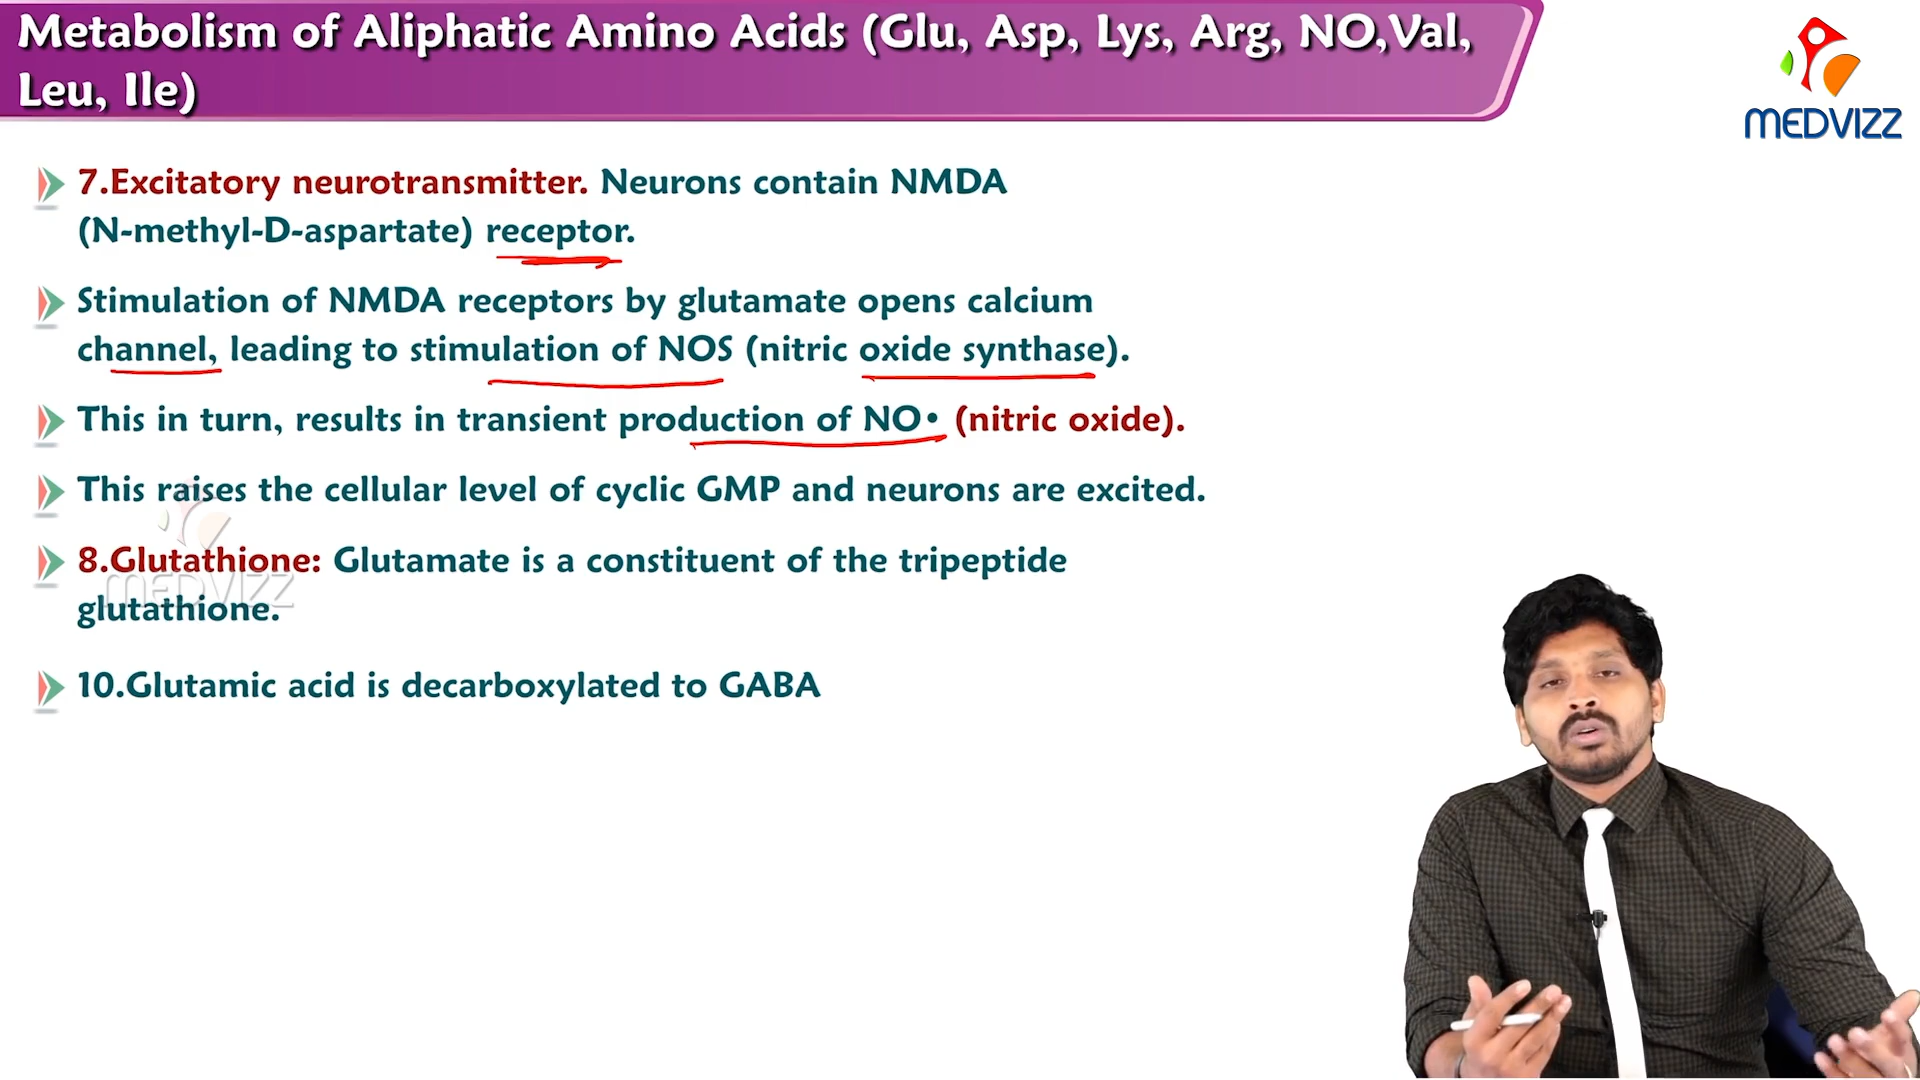 Metabolism of Aliphatic Amino Acids (Glu, Asp, Lys, Arg, NO,Val,
Leu, Ile)
MEDVIZZ
7.Excitatory neurotransmitter. Neurons contain NMDA
(N-methyl-D-aspartate) receptor.
Stimulation of NMDA receptors by glutamate opens calcium
channel, leading to stimulation of NOS (nitric oxide synthase).
This in turn, results in transient production of NO• (nitric oxide).
This raises the cellular level of cyclic GMP and neurons are excited.
8.Glutathione: Glutamate is a constituent of the tripeptide
MEDVIZZ
glutathione.
10.Glutamic acid is decarboxylated to GABA